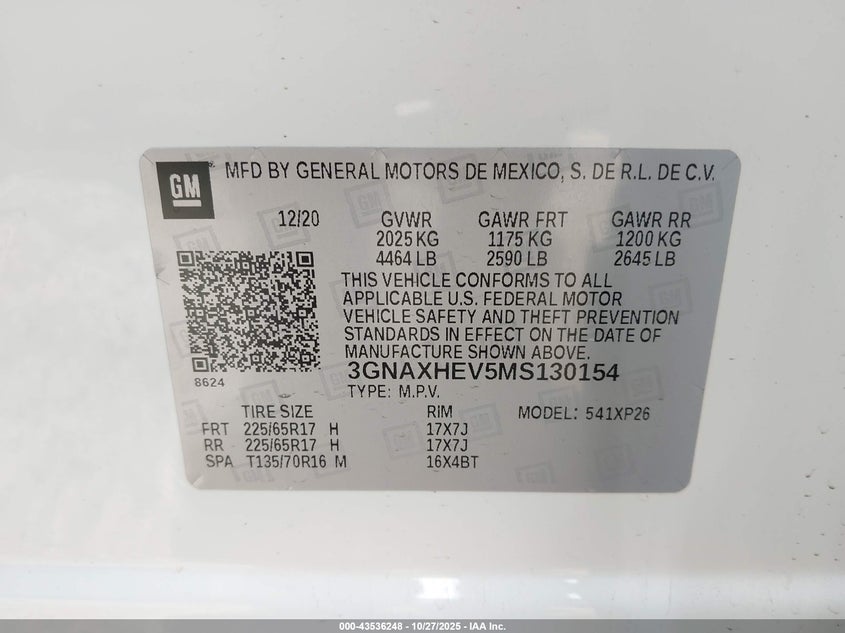 GM
MFD BY GENERAL MOTORS DE MEXICO, S. DE R.L. DE C.V.
12/20 GVWR GAWR FRT GAWR RR
2025 KG 1175 KG 1200 KG
4464 LB 2590 LB 2645 LB
THIS VEHICLE CONFORMS TO ALL
APPLICABLE U.S. FEDERAL MOTOR
VEHICLE SAFETY AND THEFT PREVENTION
STANDARDS IN EFFECT ON THE DATE OF
MANUFACTURE SHOWN ABOVE.
8624 3GNAXHEV5MS130154
TYPE: M.P.V.
TIRE SIZE RIM MODEL: 541XP26
FRT 225/65R17 H 17X7J
RR 225/65R17 H 17X7J
SPA T135/70R16 M 16X4BT
000-43536248 - 10/27/2025 - IAA Inc.